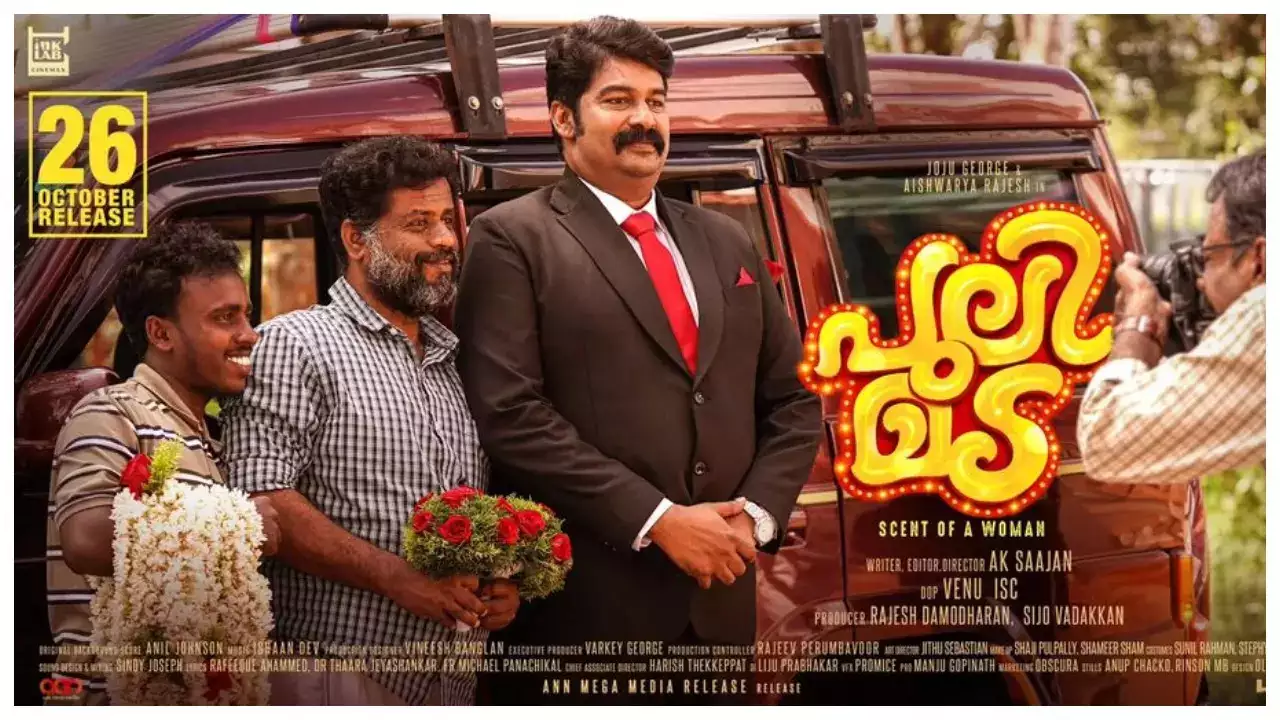 INK
LAB
CINEMAS
26
OCTOBER
RELEASE
JOJU GEORGE &
AISHWARYA RAJESH IN
പുലി
മട
SCENT OF A WOMAN
WRITER, EDITOR, DIRECTOR AK SAAJAN
DOP VENU ISC
PRODUCER RAJESH DAMODHARAN, SIJO VADAKKAN
ORIGINAL BACKGROUND SCORE ANIL JOHNSON MUSIC ISHAAN DEV PRODUCTION DESIGNER VINEESH BANGLAN EXECUTIVE PRODUCER VARKEY GEORGE PRODUCTION CONTROLLER RAJEEV PERUMBAVOOR ART DIRECTOR JITHU SEBASTIAN MAKEUP SHAJI PULPALLY, SHAMEER SHAM COSTUMES SUNIL RAHMAN, STEPHY
SOUND DESIGN & MIXING SINOY JOSEPH LYRICS RAFEEQUE AHAMMED, DR THAARA JEYASHANKAR, FR MICHAEL PANACHIKAL CHIEF ASSOCIATE DIRECTOR HARISH THEKKEPPAT DI LIJU PRABHAKAR VFX PROMICE PRO MANJU GOPINATH MARKETING OBSCURA STILLS ANUP CHACKO, RINSON MB DESIGN
ANN MEGA MEDIA RELEASE RELEASE